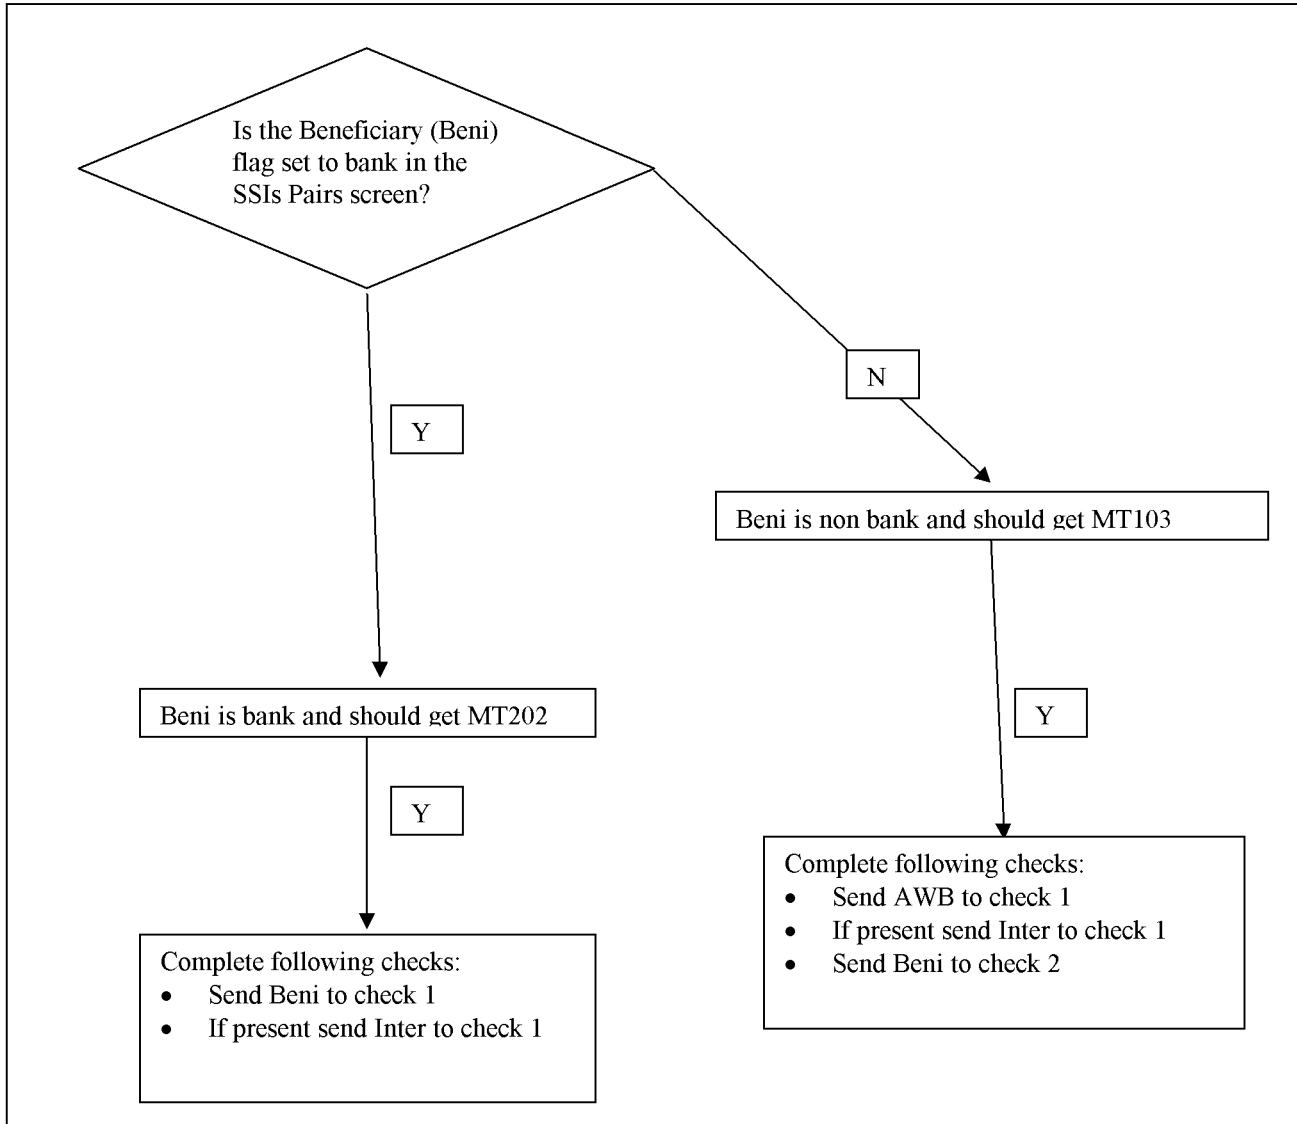 Is the Beneficiary (Beni)
flag set to bank in the
SSIs Pairs screen?
N
Y
Beni is non bank and should get MT103
Beni is bank and should get MT202
Y
Y
Complete following checks:
• Send AWB to check 1
• If present send Inter to check 1
• Send Beni to check 2
Complete following checks:
• Send Beni to check 1
• If present send Inter to check 1